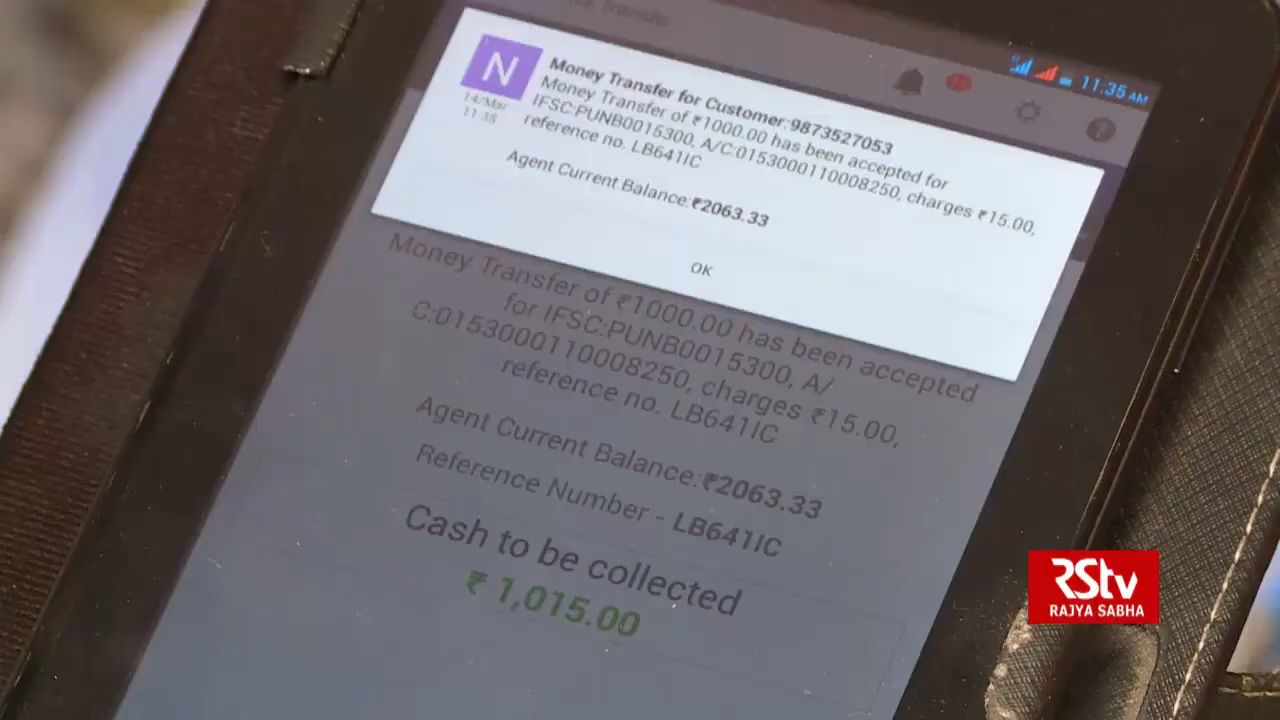 Money Transfer
11:35 AM
N
14/Mar
11:35
Money Transfer for Customer:9873527053
Money Transfer of ₹1000.00 has been accepted for
IFSC:PUNB0015300, A/C:0153000110008250, charges ₹15.00,
reference no. LB641IC
Agent Current Balance:₹2063.33
OK
Money Transfer of ₹1000.00 has been accepted
for IFSC:PUNB0015300, A/
C:0153000110008250, charges ₹15.00,
reference no. LB641IC
Agent Current Balance:₹2063.33
Reference Number - LB641IC
Cash to be collected
₹ 1,015.00
RStv
RAJYA SABHA